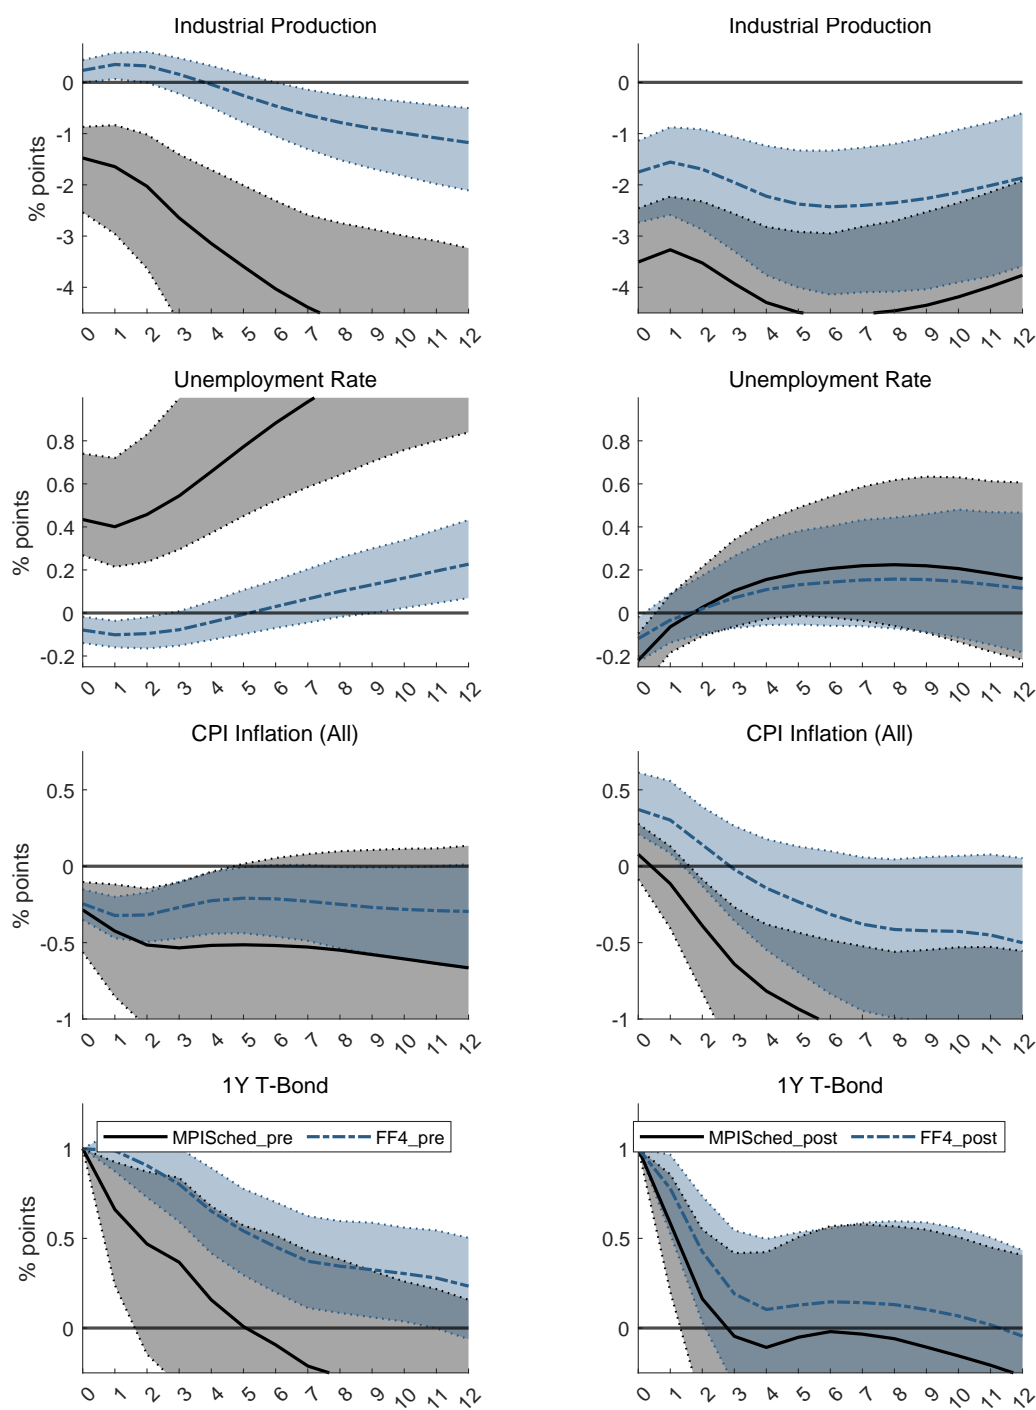 Industrial Production
Industrial Production
% points
0
-1
-2
-3
-4
0 1 2 3 4 5 6 7 8 9 10 11 12
0
-1
-2
-3
-4
0 1 2 3 4 5 6 7 8 9 10 11 12
Unemployment Rate
Unemployment Rate
% points
0.8
0.6
0.4
0.2
0
-0.2
0 1 2 3 4 5 6 7 8 9 10 11 12
0.8
0.6
0.4
0.2
0
-0.2
0 1 2 3 4 5 6 7 8 9 10 11 12
CPI Inflation (All)
CPI Inflation (All)
% points
0.5
0
-0.5
-1
0 1 2 3 4 5 6 7 8 9 10 11 12
0.5
0
-0.5
-1
0 1 2 3 4 5 6 7 8 9 10 11 12
1Y T-Bond
1Y T-Bond
MPISched_pre FF4_pre
MPISched_post FF4_post
% points
1
0.5
0
0 1 2 3 4 5 6 7 8 9 10 11 12
1
0.5
0
0 1 2 3 4 5 6 7 8 9 10 11 12